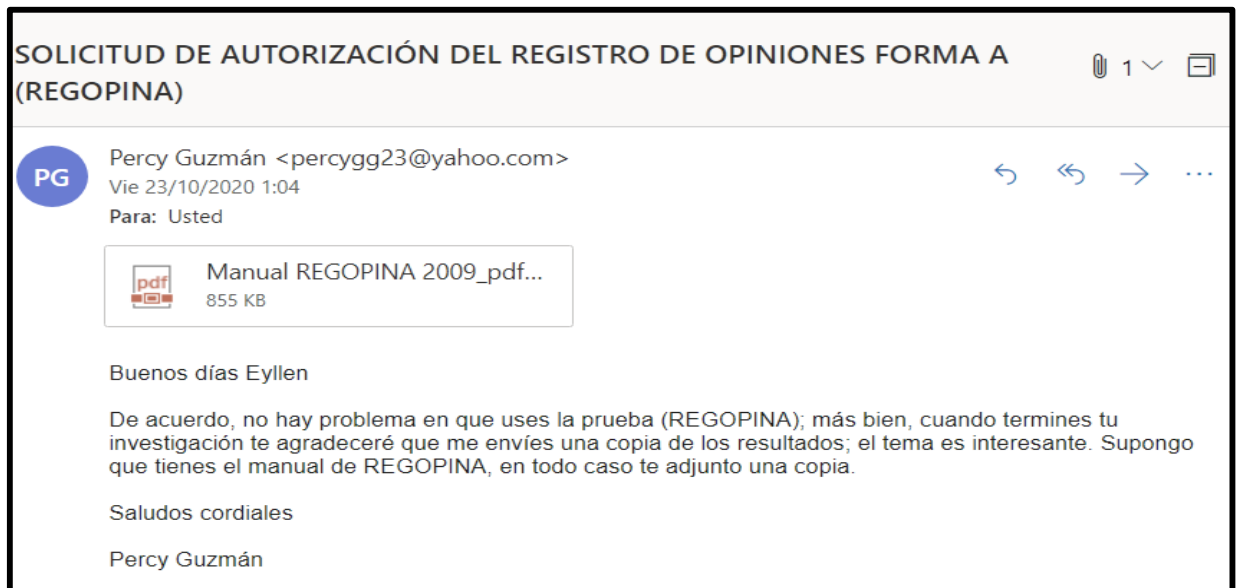 SOLICITUD DE AUTORIZACIÓN DEL REGISTRO DE OPINIONES FORMA A
(REGOPINA)
1
PG
Percy Guzmán <percygg23@yahoo.com>
Vie 23/10/2020 1:04
Para: Usted
pdf
Manual REGOPINA 2009_pdf...
855 KB
Buenos días Eyllen
De acuerdo, no hay problema en que uses la prueba (REGOPINA); más bien, cuando termines tu
investigación te agradeceré que me envíes una copia de los resultados; el tema es interesante. Supongo
que tienes el manual de REGOPINA, en todo caso te adjunto una copia.
Saludos cordiales
Percy Guzmán